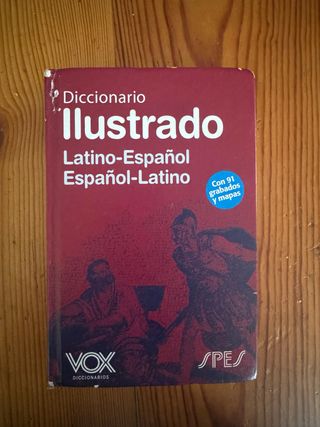 Diccionario
Ilustrado
Latino-Español
Español-Latino
Con 91
grabados
y mapas
VOX
DICCIONARIOS
SPES